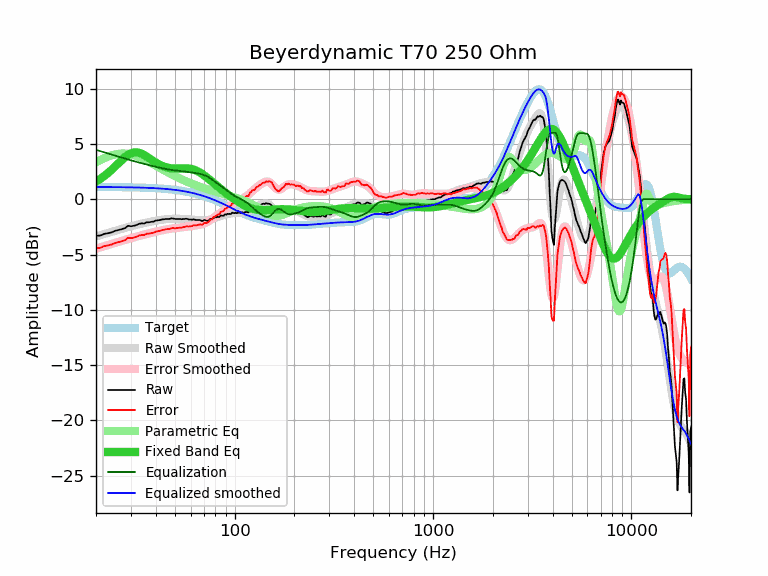 Beyerdynamic T70 250 Ohm
10
5
0
−5
−10
−15
−20
−25
Amplitude (dBr)
Target
Raw Smoothed
Error Smoothed
Raw
Error
Parametric Eq
Fixed Band Eq
Equalization
Equalized smoothed
100 1000 10000
Frequency (Hz)